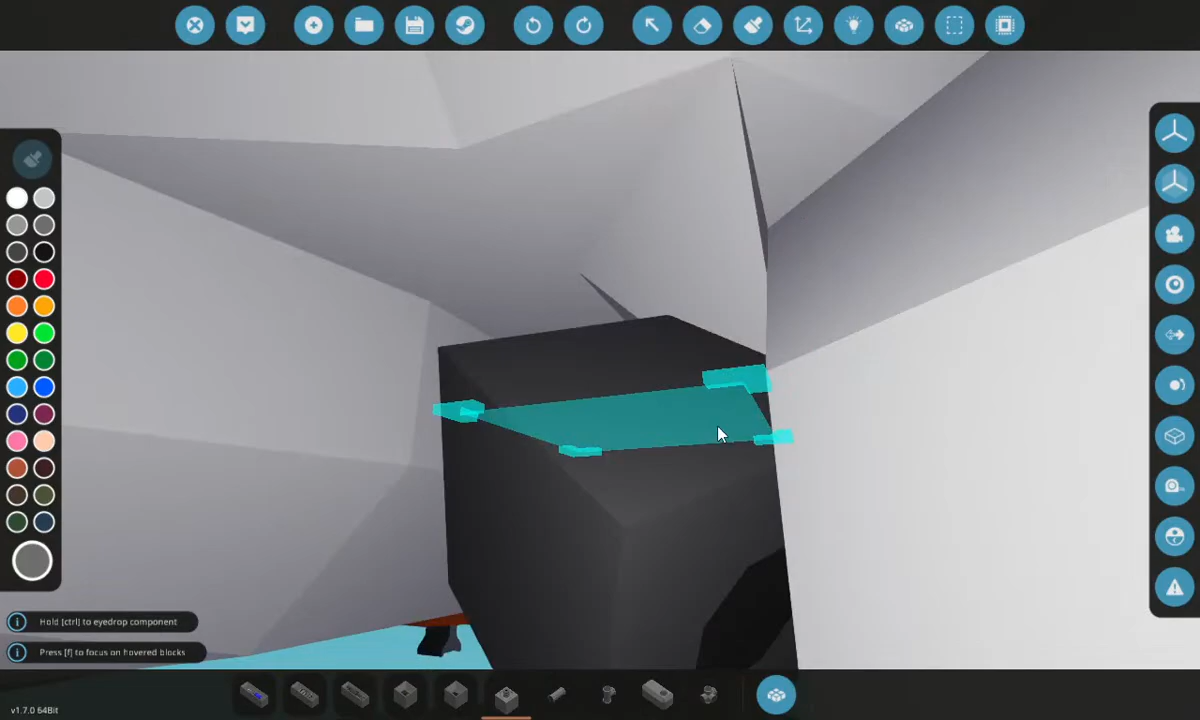 Hold [ctrl] to eyedrop component
Press [f] to focus on hovered blocks
v1.7.0 64Bit